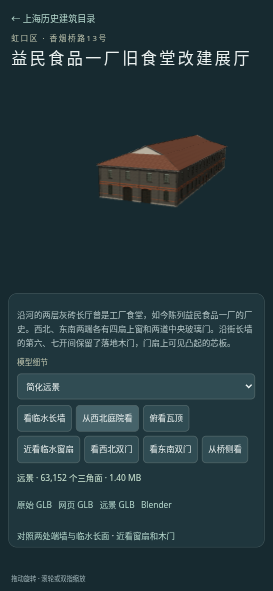 ← 上海历史建筑目录
虹口区 · 香烟桥路13号
益民食品一厂旧食堂改建展厅
沿河的两层灰砖长厅曾是工厂食堂，如今陈列益民食品一厂的厂
史。西北、东南两端各有四扇上窗和两道中央玻璃门。沿街长墙
的第六、七开间保留了落地木门，门扇上可见凸起的芯板。
模型细节
简化远景
看临水长墙 从西北庭院看 俯看瓦顶
近看临水窗扇 看西北双门 看东南双门 从桥侧看
远景 · 63,152 个三角面 · 1.40 MB
原始 GLB 网页 GLB 远景 GLB Blender
对照两处端墙与临水长面 · 近看窗扇和木门
拖动旋转 · 滚轮或双指缩放